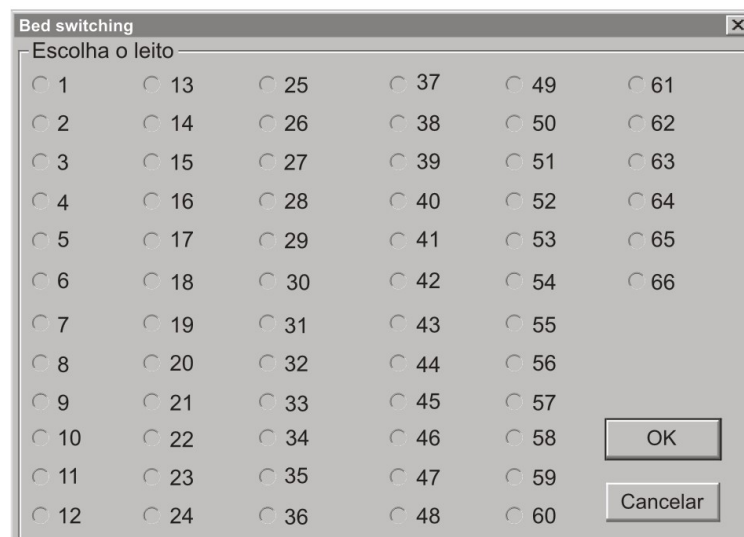 Bed switching
Escolha o leito
1 13 25 37 49 61
2 14 26 38 50 62
3 15 27 39 51 63
4 16 28 40 52 64
5 17 29 41 53 65
6 18 30 42 54 66
7 19 31 43 55
8 20 32 44 56
9 21 33 45 57
10 22 34 46 58 OK
11 23 35 47 59
12 24 36 48 60 Cancelar